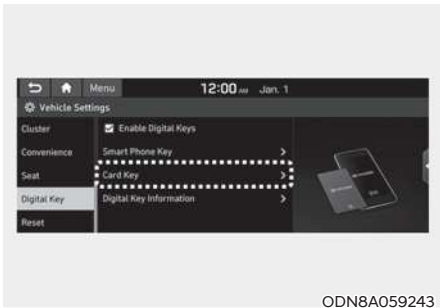 Menu 12:00 AM Jan. 1
Vehicle Settings
Cluster
Enable Digital Keys
Convenience
Smart Phone Key >
Seat
Card Key >
Digital Key
Digital Key Information >
Reset
ODN8A059243